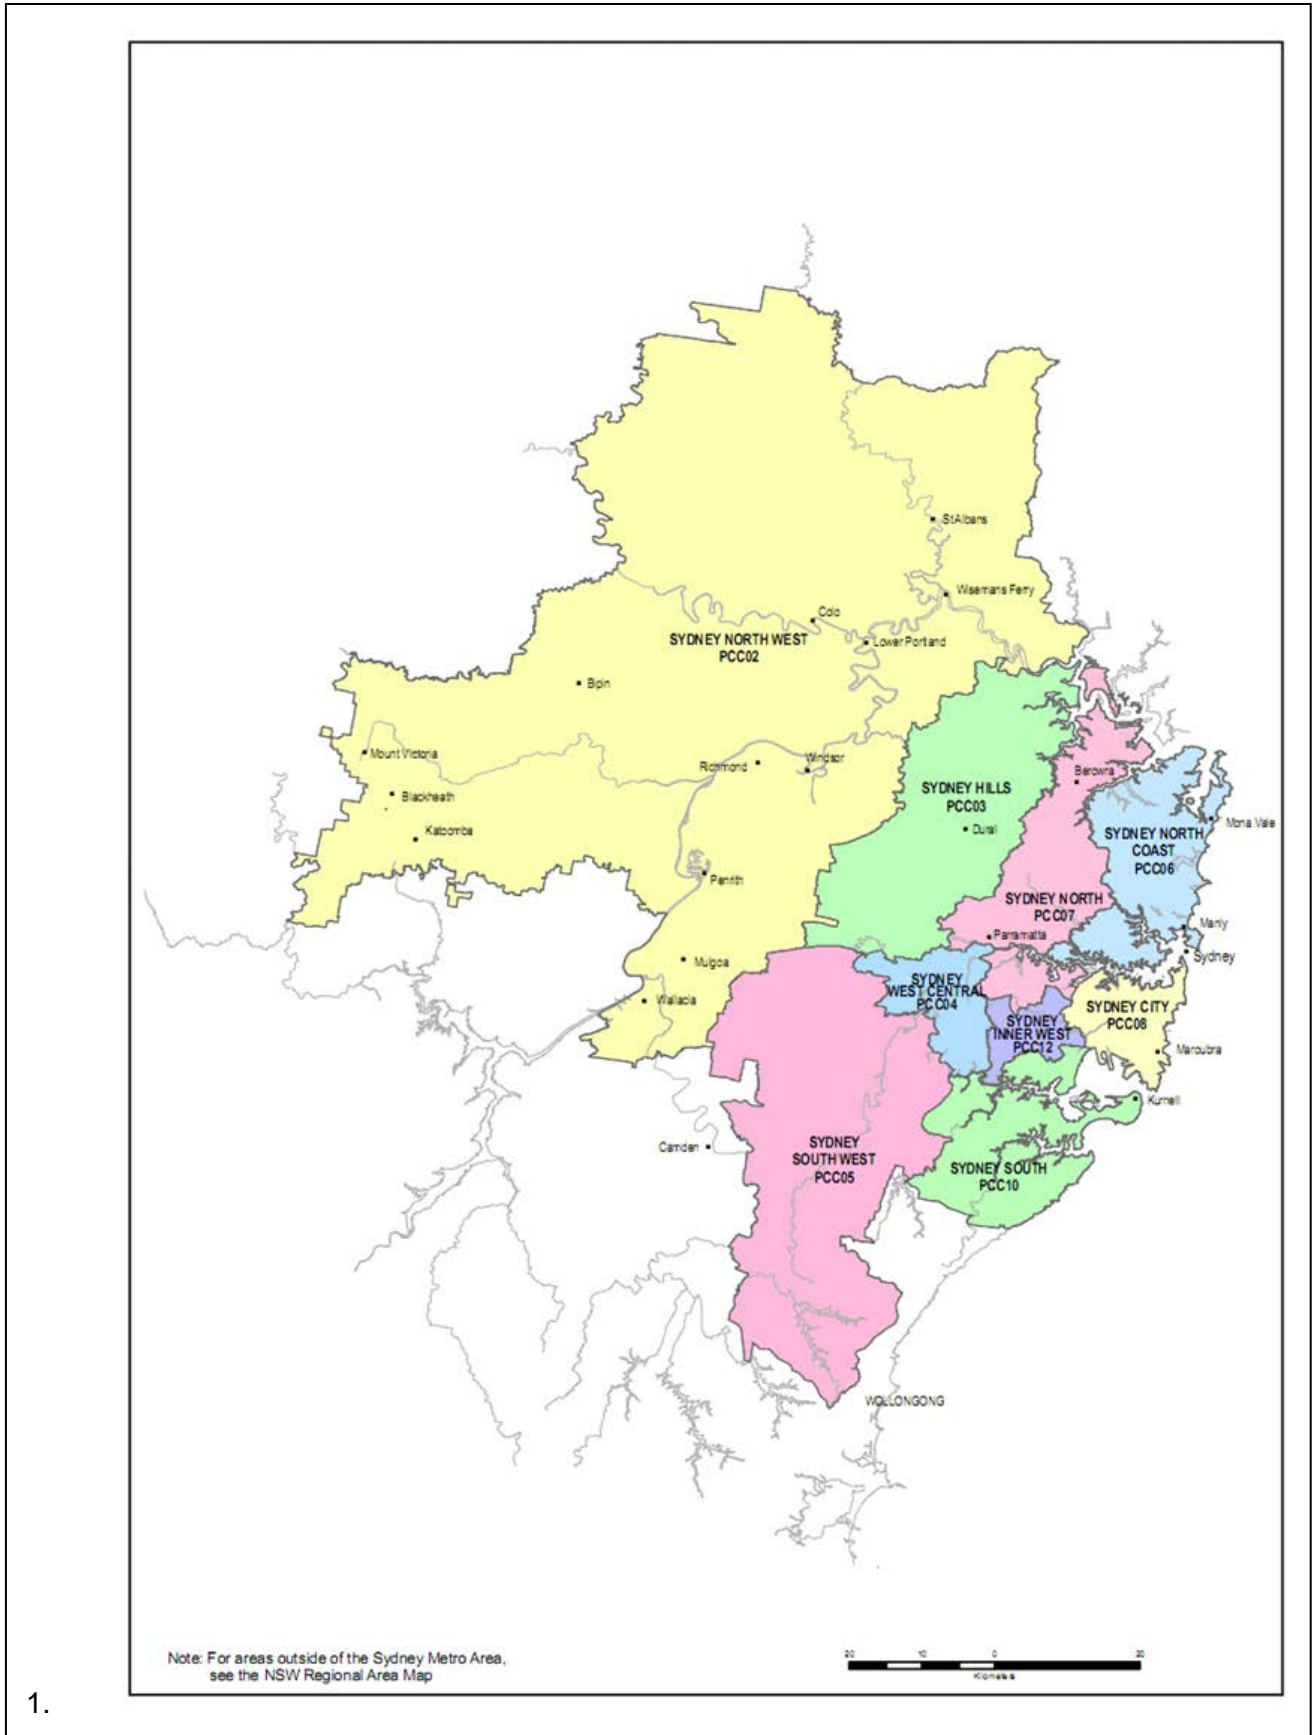 StAlbans
Wisemans Ferry
Colo
SYDNEY NORTH WEST
PCC02
Lower Portland
Bipin
Mount Victoria
Richmond
Windsor
Berowra
Blackheath
SYDNEY HILLS
PCC03
Katoomba
Dural
Mona Vale
SYDNEY NORTH
COAST
PCC06
Penrith
SYDNEY NORTH
PCC07
Manly
Parramatta
Sydney
Mulgoa
SYDNEY
WEST CENTRAL
PCC04
Wallacia
SYDNEY CITY
PCC08
SYDNEY
INNER WEST
PCC12
Maroubra
Kurnell
Camden
SYDNEY
SOUTH WEST
PCC05
SYDNEY SOUTH
PCC10
WOLLONGONG
Note: For areas outside of the Sydney Metro Area,
see the NSW Regional Area Map
20 10 0 20
Kilometers
1.